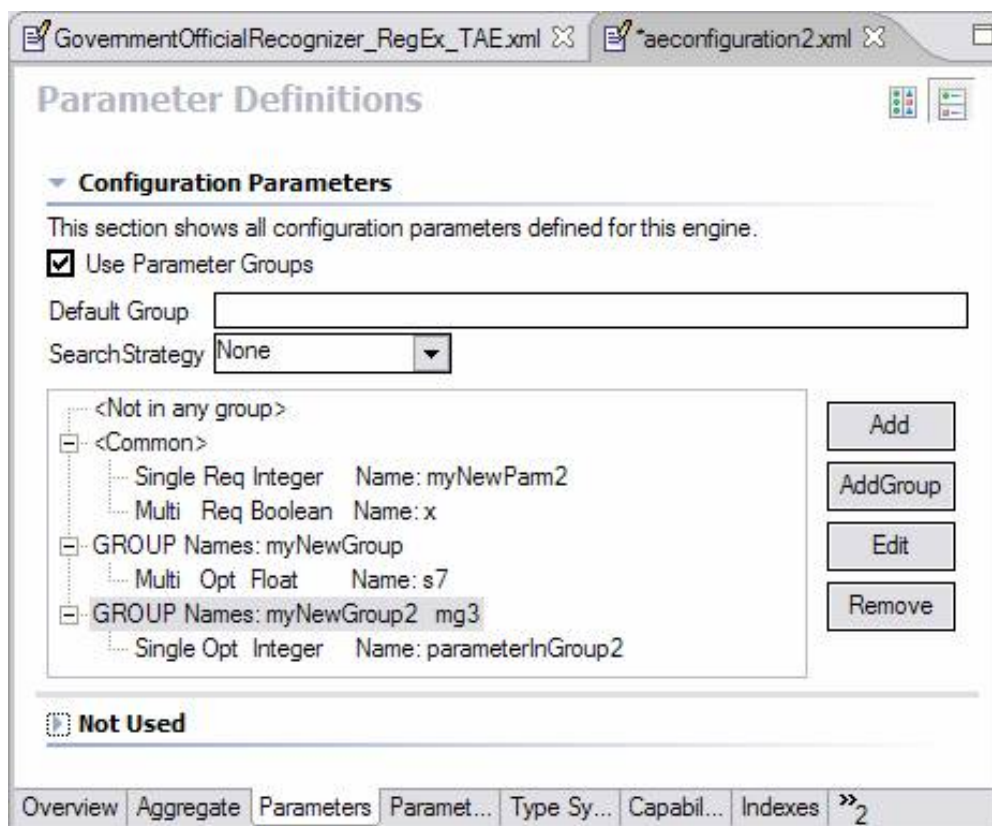 GovernmentOfficialRecognizer_RegEx_TAE.xml *aeconfiguration2.xml
Parameter Definitions
Configuration Parameters
This section shows all configuration parameters defined for this engine.
Use Parameter Groups
Default Group
SearchStrategy None
<Not in any group>
<Common>
Single Req Integer Name: myNewParm2
Multi Req Boolean Name: x
GROUP Names: myNewGroup
Multi Opt Float Name: s7
GROUP Names: myNewGroup2 mg3
Single Opt Integer Name: parameterInGroup2
Add
AddGroup
Edit
Remove
Not Used
Overview Aggregate Parameters Paramet... Type Sy... Capabil... Indexes »2